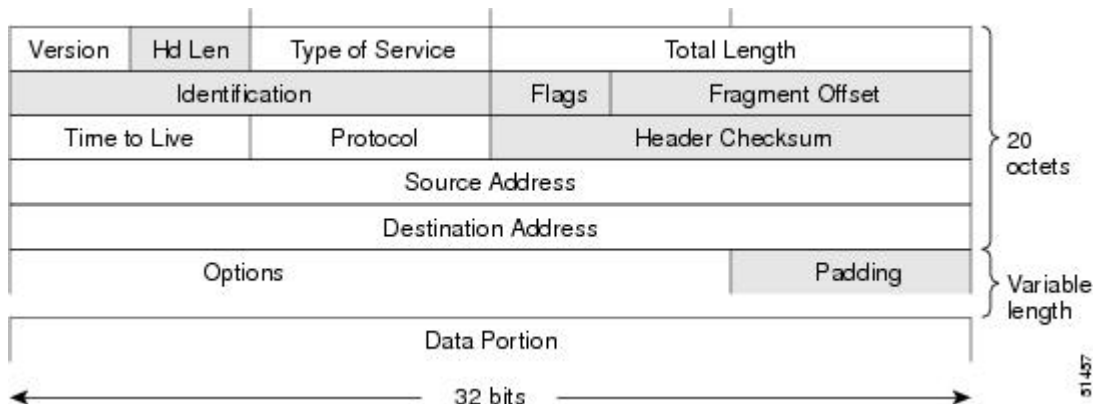 Version Hd Len Type of Service Total Length
Identification Flags Fragment Offset
Time to Live Protocol Header Checksum
20
octets
Source Address
Destination Address
Options Padding
Variable
length
Data Portion
32 bits
51457